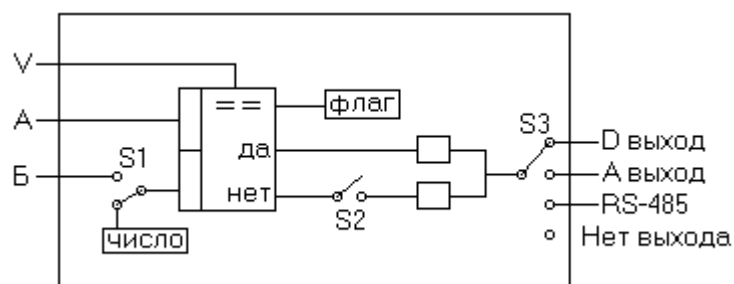 V
== флаг
А S3
S1 да D выход
Б А выход
нет RS-485
S2
число Нет выхода